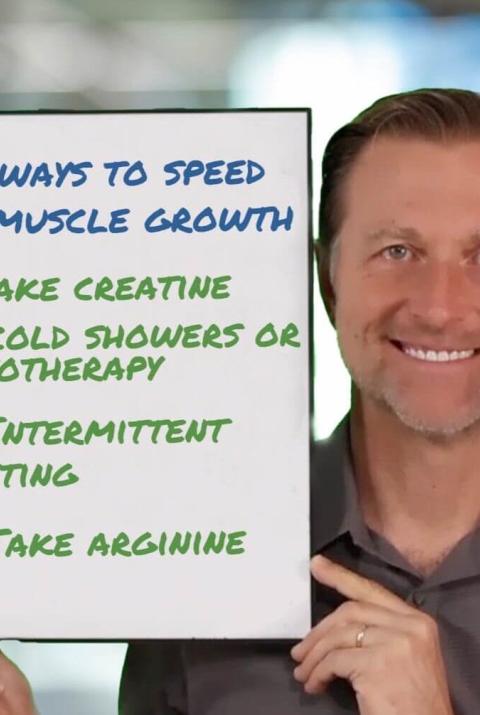 WAYS TO SPEED
MUSCLE GROWTH
AKE CREATINE
COLD SHOWERS OR
OTHERAPY
INTERMITTENT
TING
TAKE ARGININE